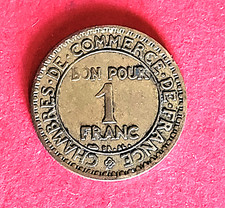 CHAMBRES·DE·COMMERCE·DE·FRANCE
BON POUR
1
FRANC